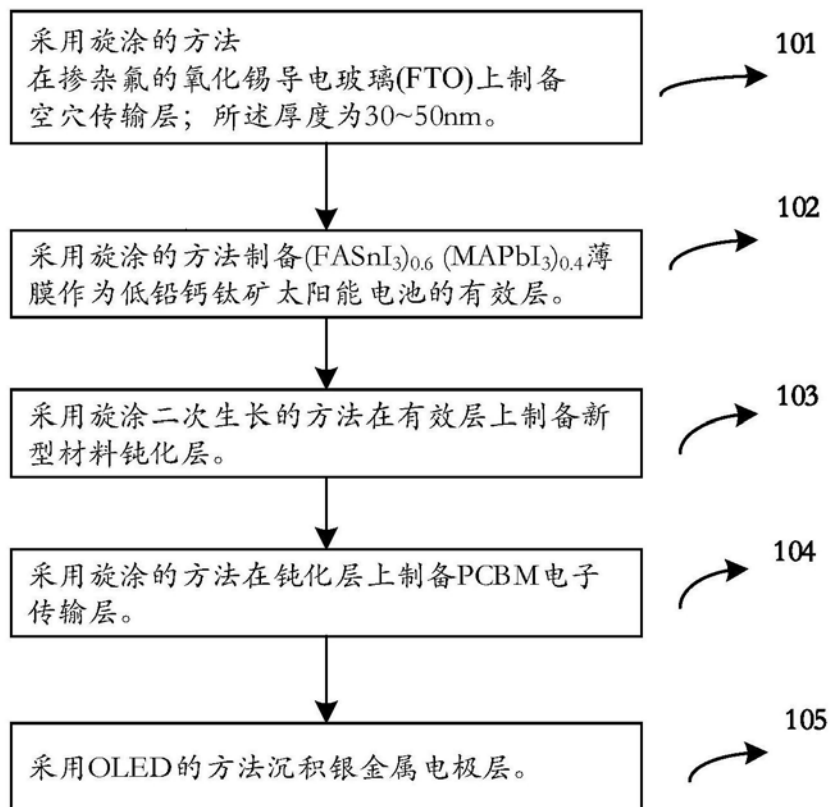 采用旋涂的方法
在掺杂氟的氧化锡导电玻璃(FTO)上制备
空穴传输层；所述厚度为30~50nm。
101
采用旋涂的方法制备(FASnI₃)₀.₆ (MAPbI₃)₀.₄薄
膜作为低铅钙钛矿太阳能电池的有效层。
102
采用旋涂二次生长的方法在有效层上制备新
型材料钝化层。
103
采用旋涂的方法在钝化层上制备PCBM电子
传输层。
104
采用OLED的方法沉积银金属电极层。
105